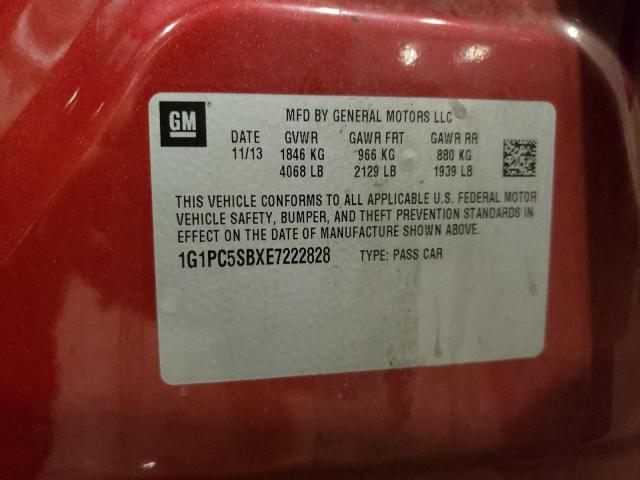 GM
MFD BY GENERAL MOTORS LLC
DATE GVWR GAWR FRT GAWR RR
11/13 1846 KG 966 KG 880 KG
4068 LB 2129 LB 1939 LB
THIS VEHICLE CONFORMS TO ALL APPLICABLE U.S. FEDERAL MOTOR
VEHICLE SAFETY, BUMPER, AND THEFT PREVENTION STANDARDS IN
EFFECT ON THE DATE OF MANUFACTURE SHOWN ABOVE.
1G1PC5SBXE7222828 TYPE: PASS CAR